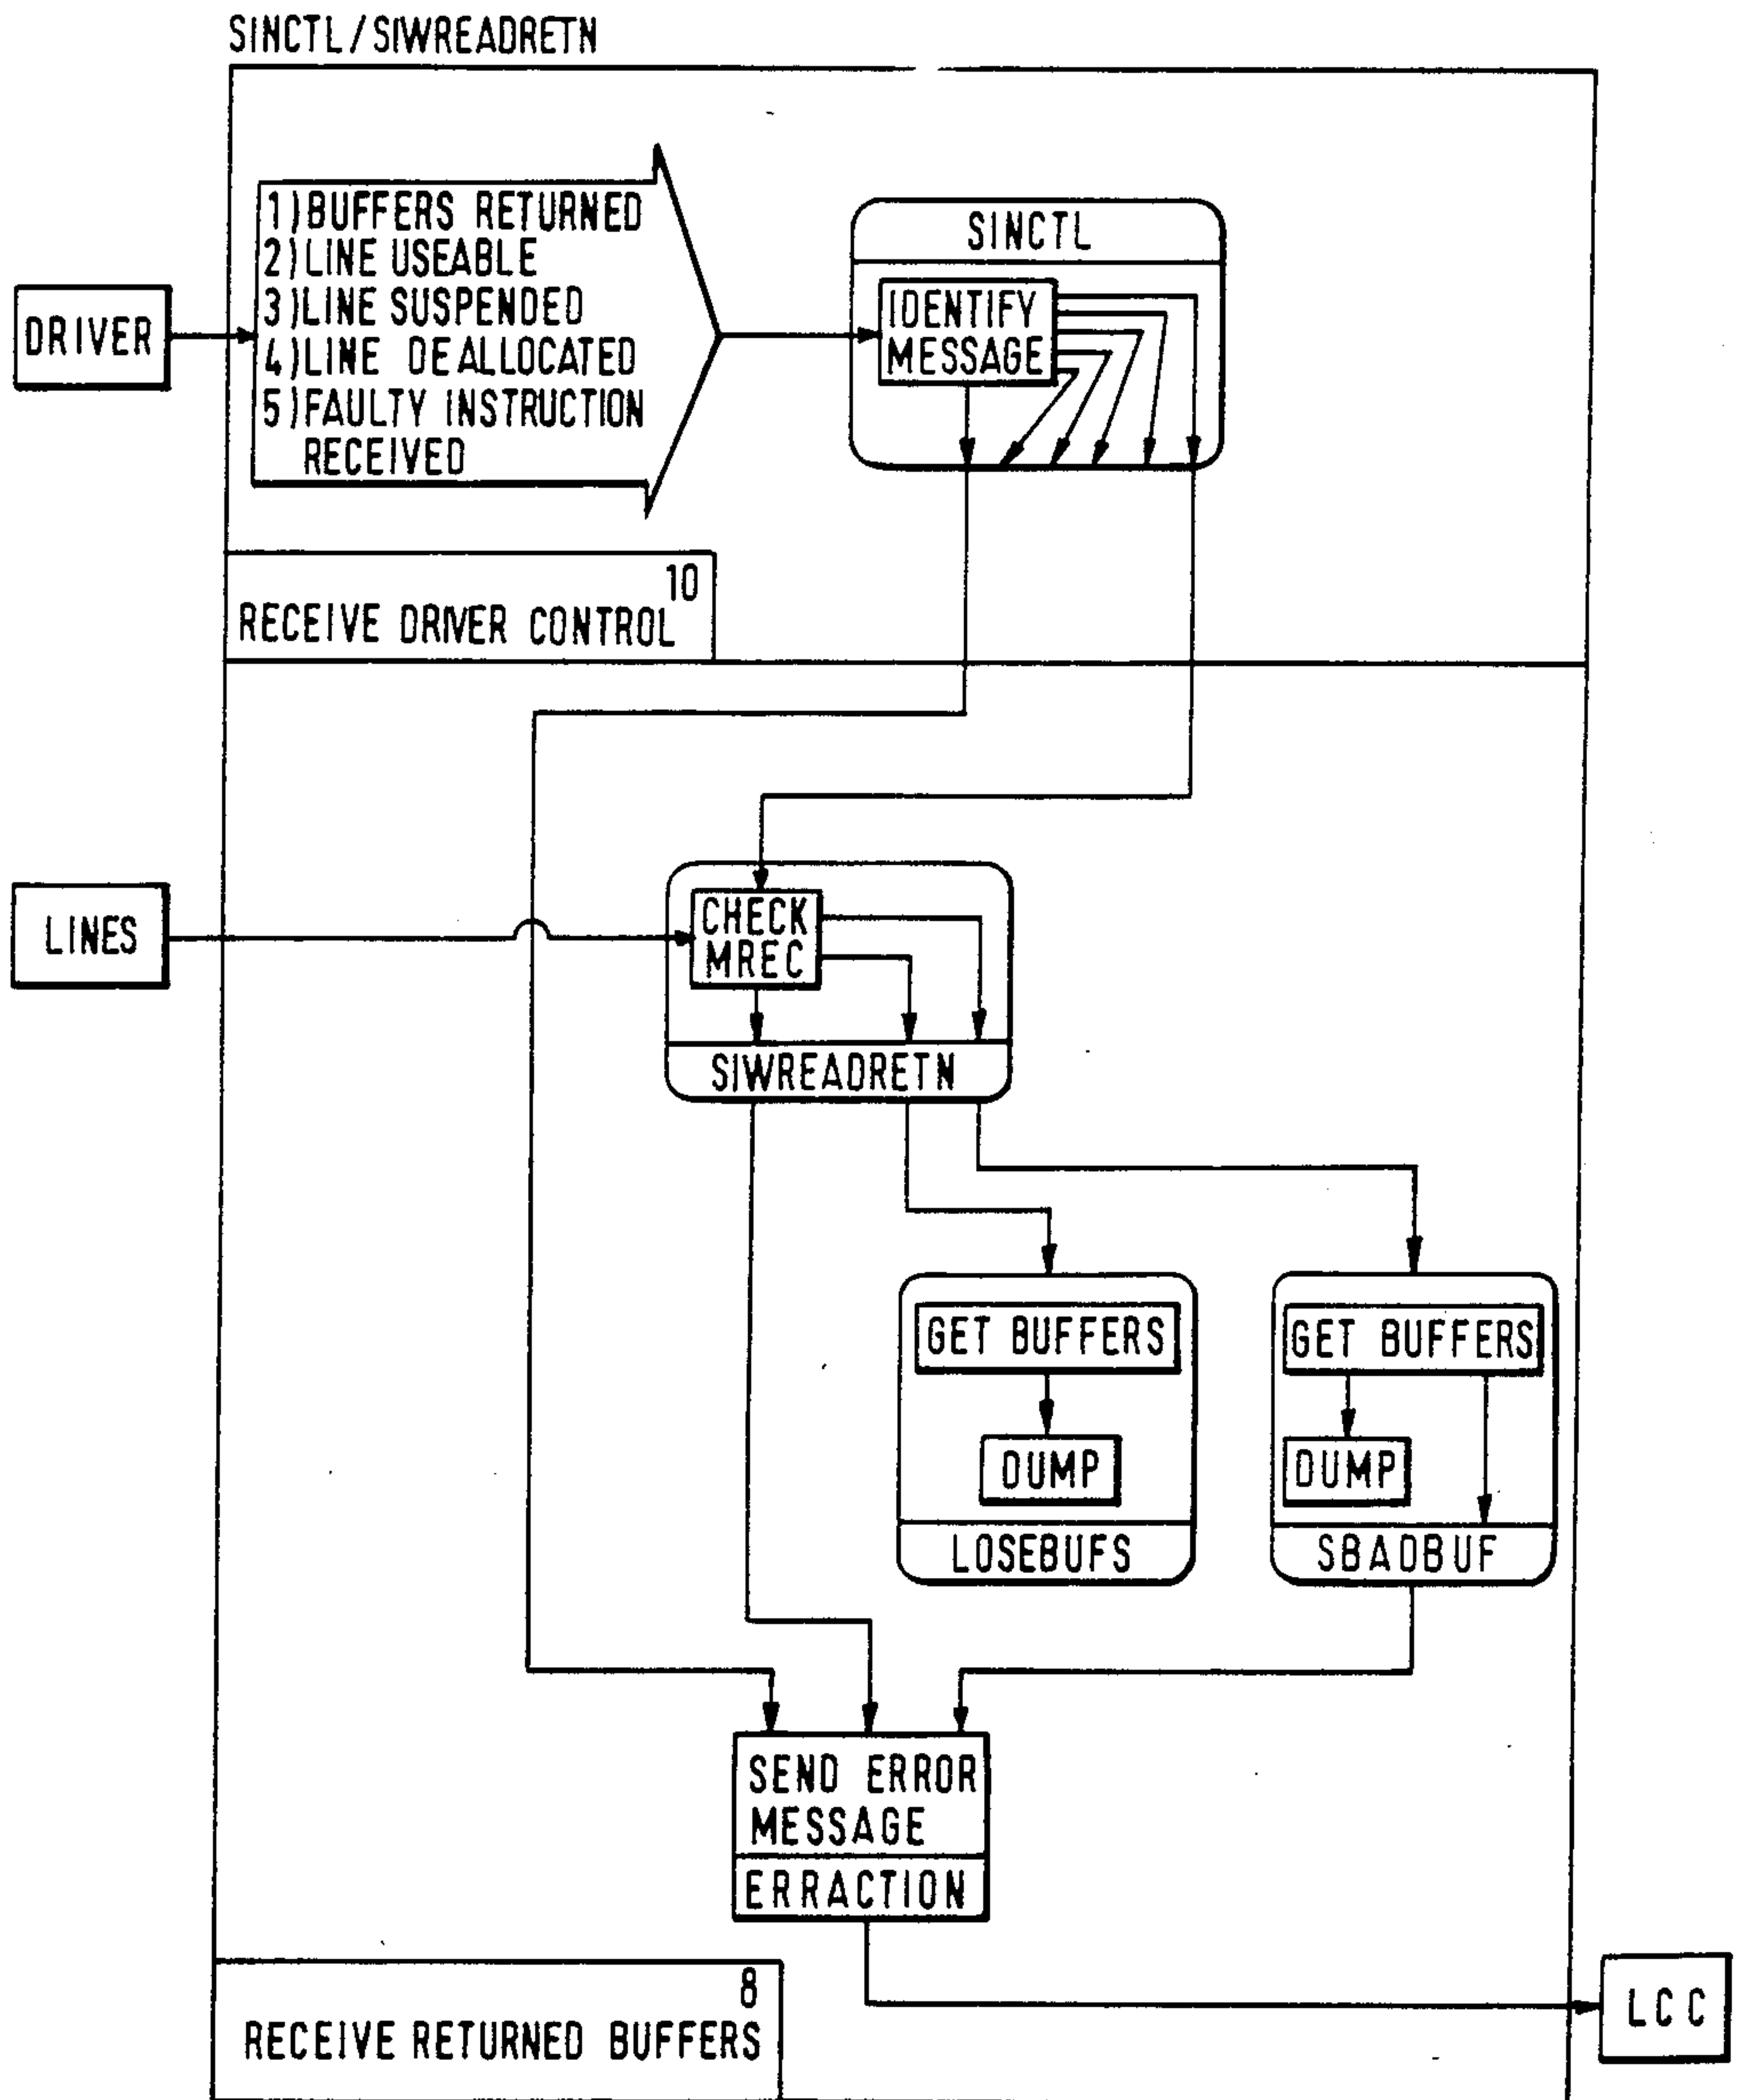 SINCTL/SIWREADRETN
1)BUFFERS RETURNED
2)LINE USEABLE
3)LINE SUSPENDED
4)LINE DEALLOCATED
5)FAULTY INSTRUCTION
RECEIVED
DRIVER
SINCTL
IDENTIFY
MESSAGE
10
RECEIVE DRIVER CONTROL
LINES
CHECK
MREC
SIWREADRETN
GET BUFFERS
DUMP
LOSEBUFS
GET BUFFERS
DUMP
SBADBUF
SEND ERROR
MESSAGE
ERRACTION
8
RECEIVE RETURNED BUFFERS
LCC